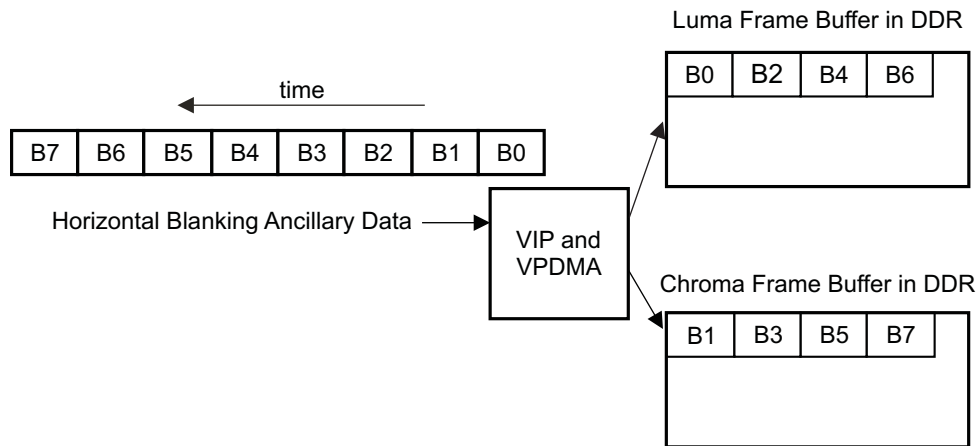 Luma Frame Buffer in DDR
B0 B2 B4 B6
time
B7 B6 B5 B4 B3 B2 B1 B0
Horizontal Blanking Ancillary Data
VIP and
VPDMA
Chroma Frame Buffer in DDR
B1 B3 B5 B7